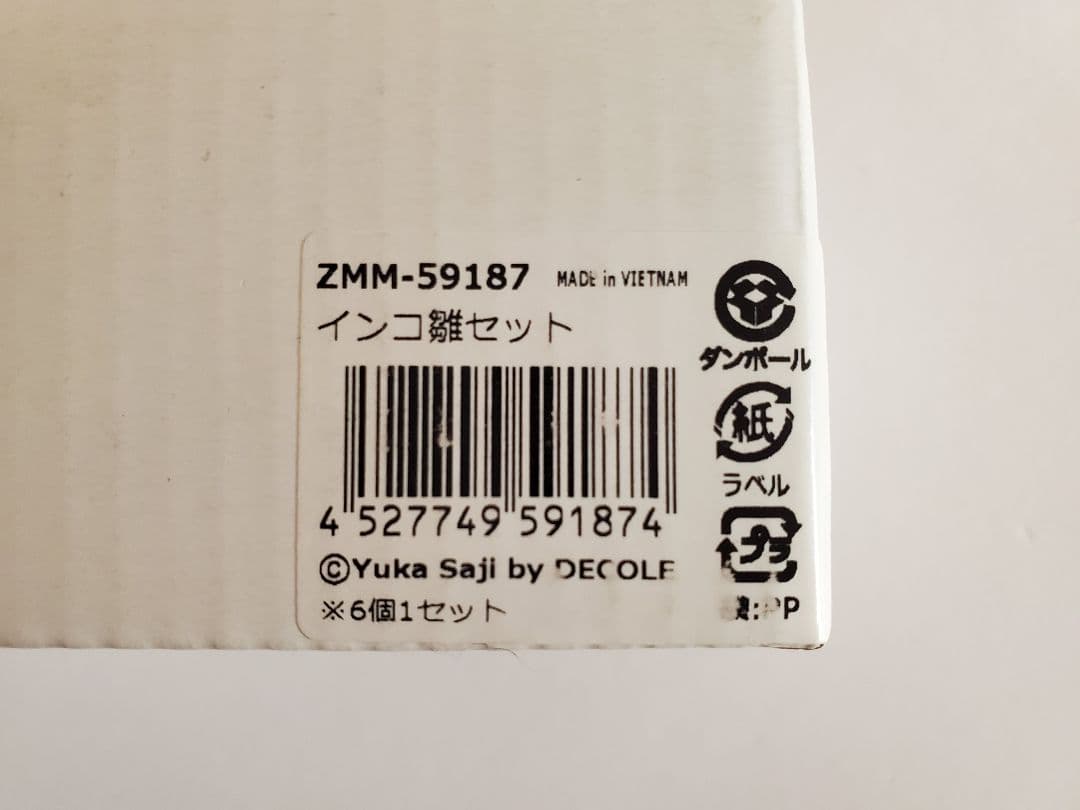 ZMM-59187 MADE in VIETNAM
インコ雛セット
4 527749 591874
©Yuka Saji by DECOLE
※6個1セット
ダンボール
紙
ラベル
プラ
PP